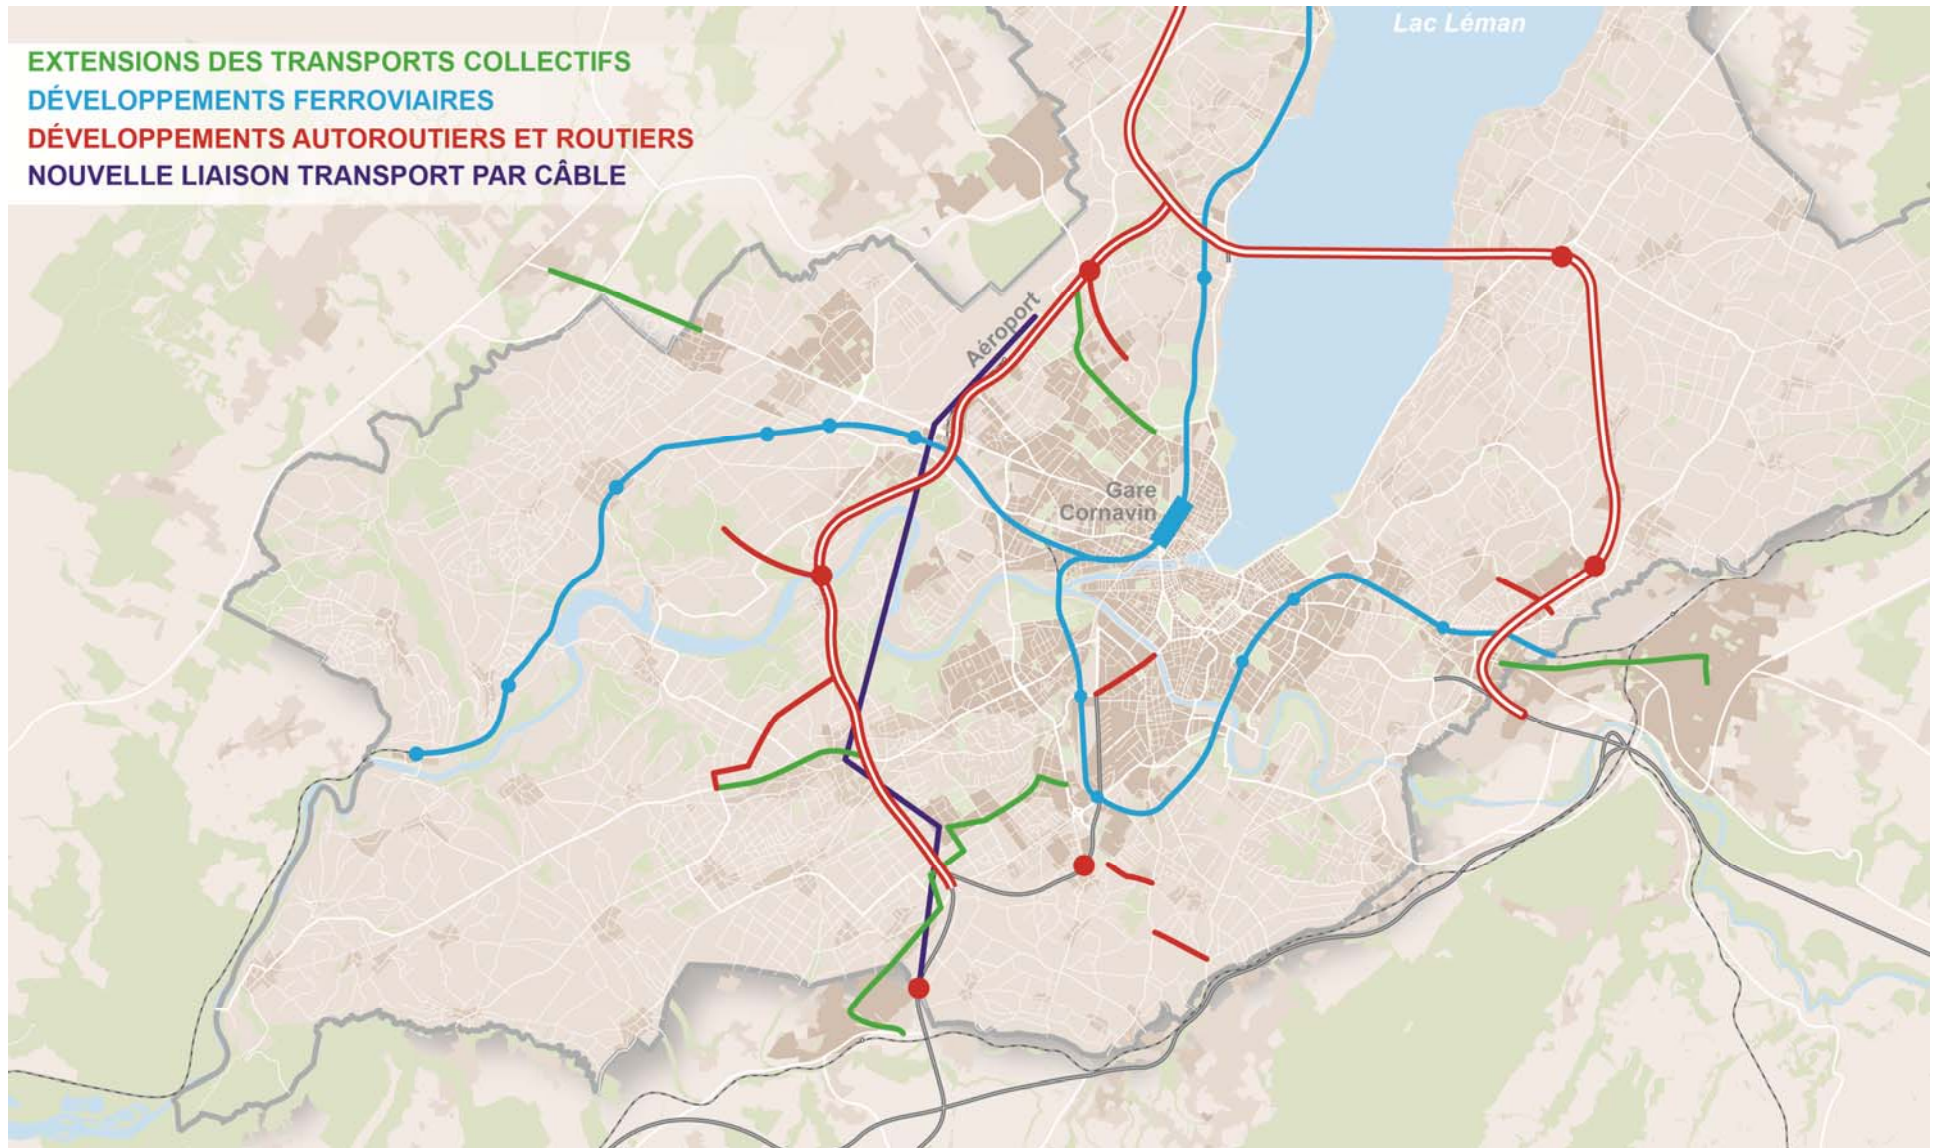 Lac Léman
EXTENSIONS DES TRANSPORTS COLLECTIFS
DÉVELOPPEMENTS FERROVIAIRES
DÉVELOPPEMENTS AUTOROUTIERS ET ROUTIERS
NOUVELLE LIAISON TRANSPORT PAR CÂBLE
Aéroport
Gare
Cornavin